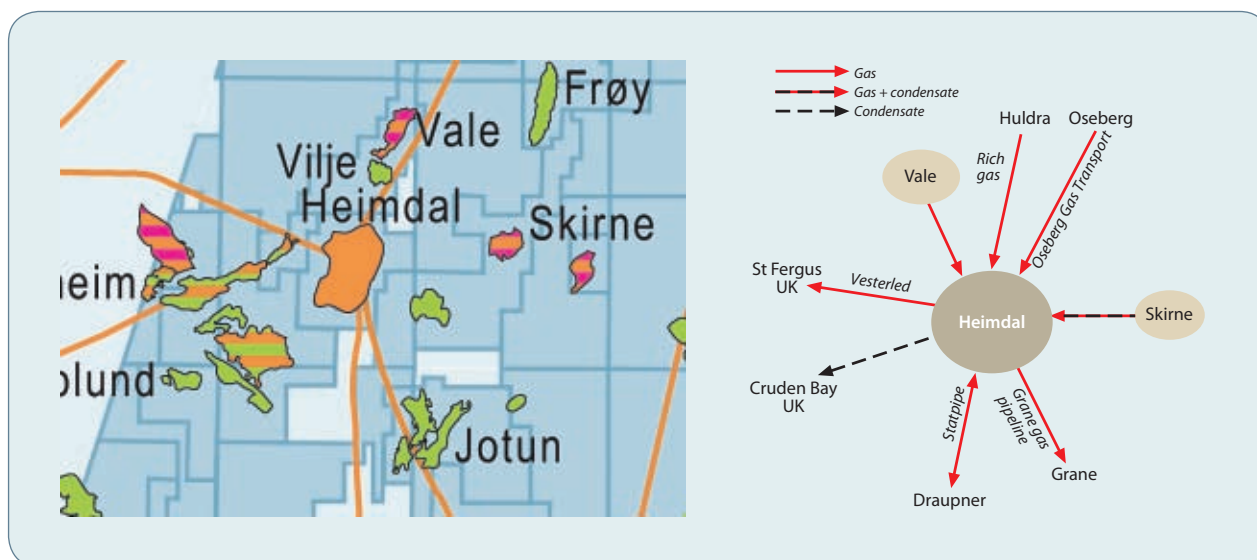 Frøy
Vale
Vilje
Heimdal
Skirne
eim
olund
Jotun
Gas
Gas + condensate
Condensate
Huldra
Oseberg
Rich
gas
Oseberg Gas Transport
Vale
St Fergus
UK
Vesterled
Heimdal
Skirne
Cruden Bay
UK
Statpipe
Grane gas
pipeline
Grane
Draupner